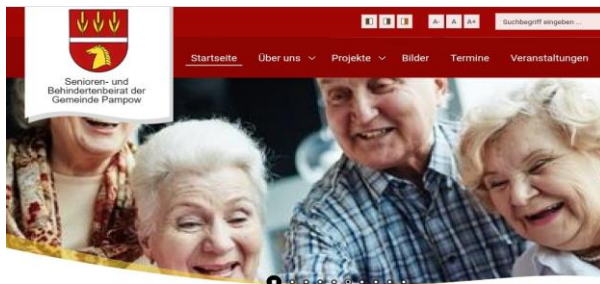 A- A A+ Suchbegriff eingeben ...
Startseite Über uns Projekte Bilder Termine Veranstaltungen
Senioren- und
Behindertenbeirat der
Gemeinde Pampow